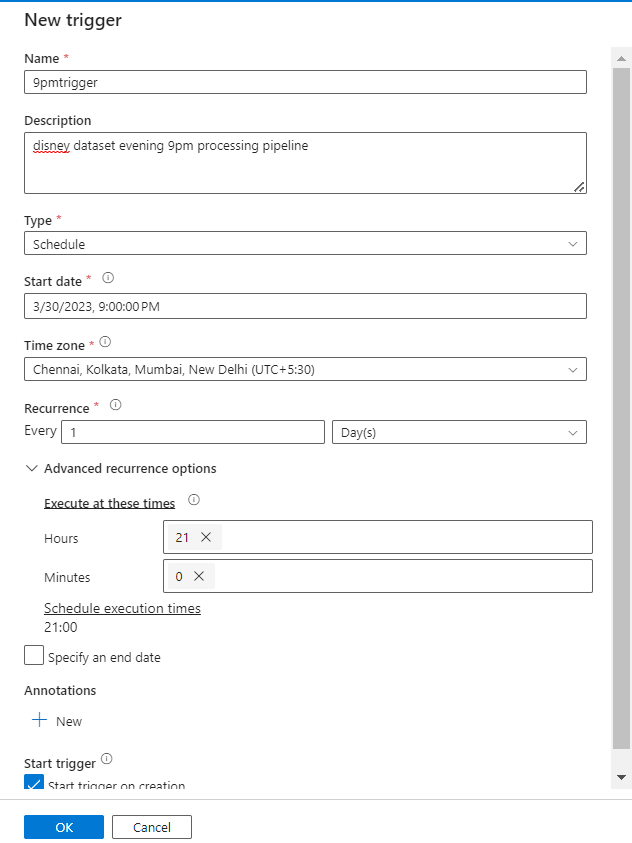 New trigger
Name *
9pmtrigger
Description
disney dataset evening 9pm processing pipeline
Type *
Schedule
Start date *
3/30/2023, 9:00:00 PM
Time zone *
Chennai, Kolkata, Mumbai, New Delhi (UTC+5:30)
Recurrence *
Every 1 Day(s)
Advanced recurrence options
Execute at these times
Hours 21
Minutes 0
Schedule execution times
21:00
Specify an end date
Annotations
New
Start trigger
Start trigger on creation
OK Cancel